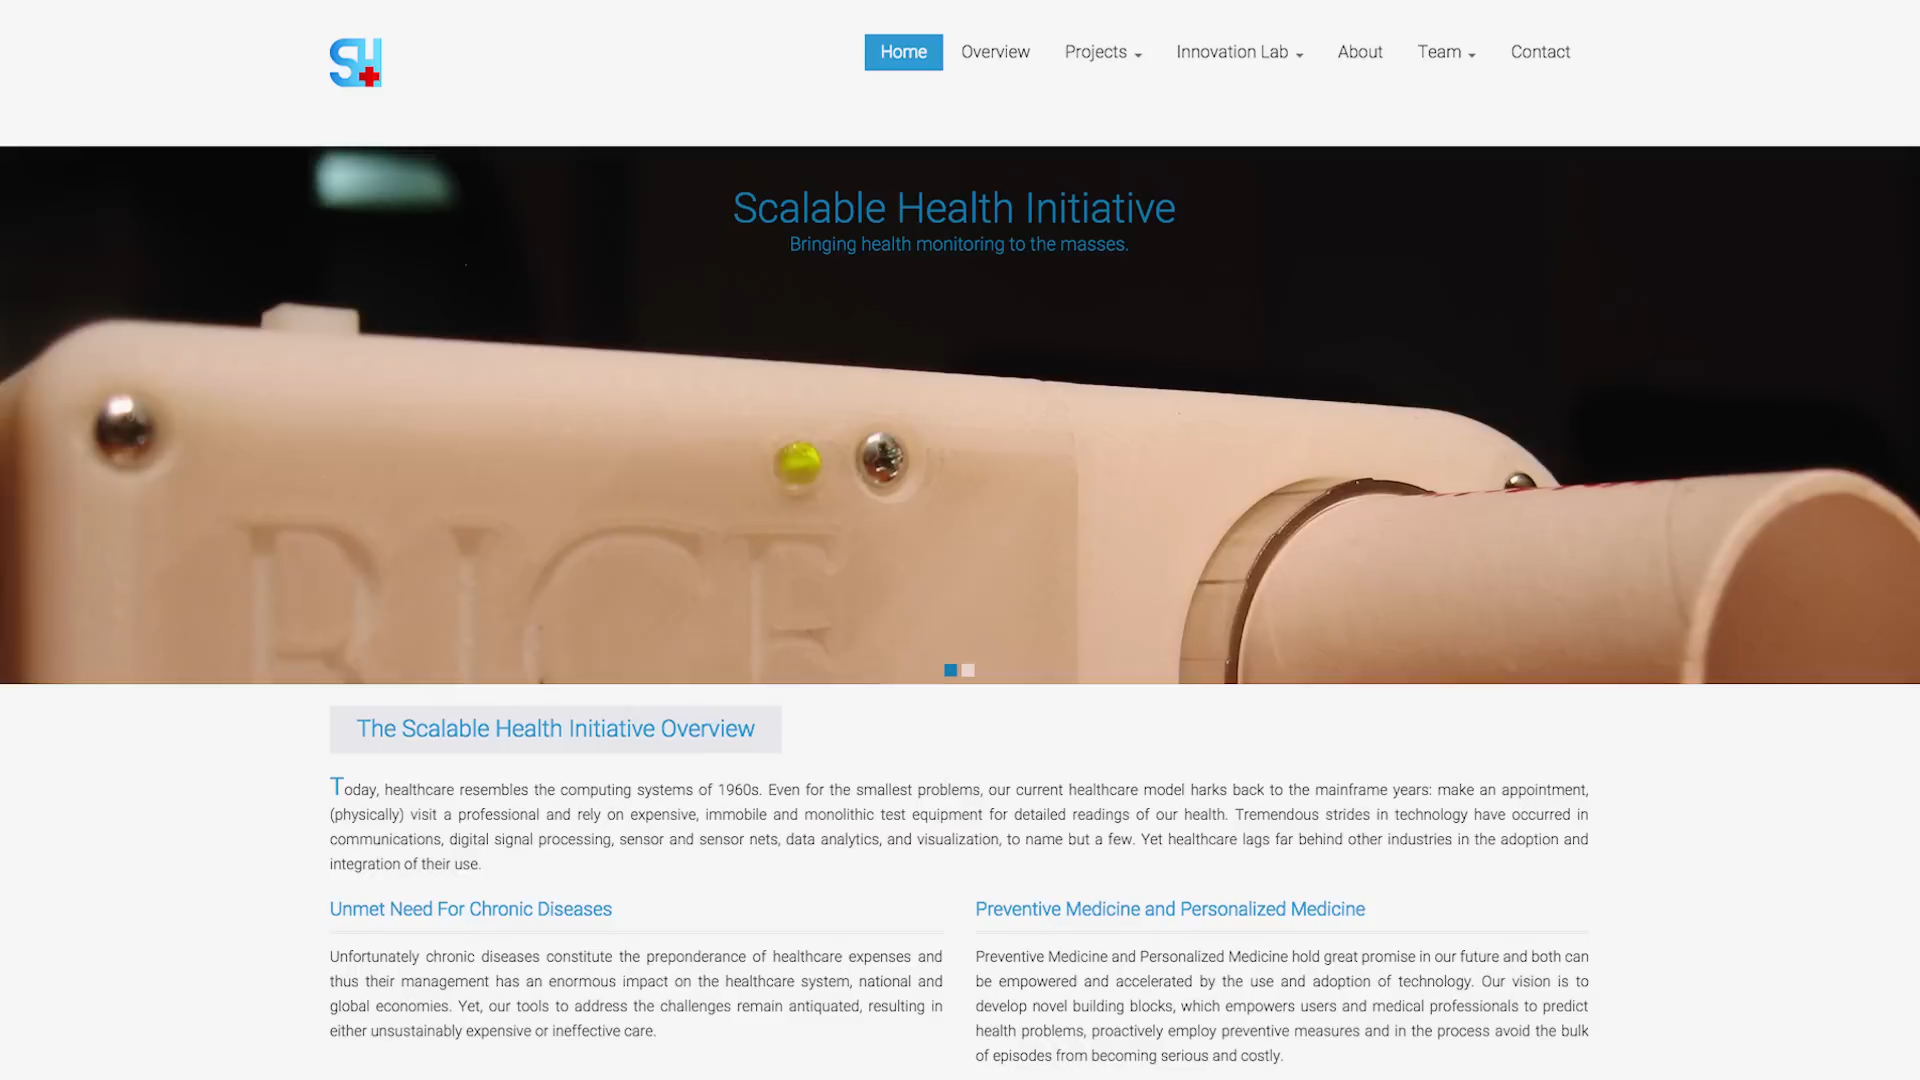 SH
Home Overview Projects Innovation Lab About Team Contact
Scalable Health Initiative
Bringing health monitoring to the masses.
RICE
The Scalable Health Initiative Overview
Today, healthcare resembles the computing systems of 1960s. Even for the smallest problems, our current healthcare model harks back to the mainframe years: make an appointment,
(physically) visit a professional and rely on expensive, immobile and monolithic test equipment for detailed readings of our health. Tremendous strides in technology have occurred in
communications, digital signal processing, sensor and sensor nets, data analytics, and visualization, to name but a few. Yet healthcare lags far behind other industries in the adoption and
integration of their use.
Unmet Need For Chronic Diseases
Unfortunately chronic diseases constitute the preponderance of healthcare expenses and
thus their management has an enormous impact on the healthcare system, national and
global economies. Yet, our tools to address the challenges remain antiquated, resulting in
either unsustainably expensive or ineffective care.
Preventive Medicine and Personalized Medicine
Preventive Medicine and Personalized Medicine hold great promise in our future and both can
be empowered and accelerated by the use and adoption of technology. Our vision is to
develop novel building blocks, which empowers users and medical professionals to predict
health problems, proactively employ preventive measures and in the process avoid the bulk
of episodes from becoming serious and costly.